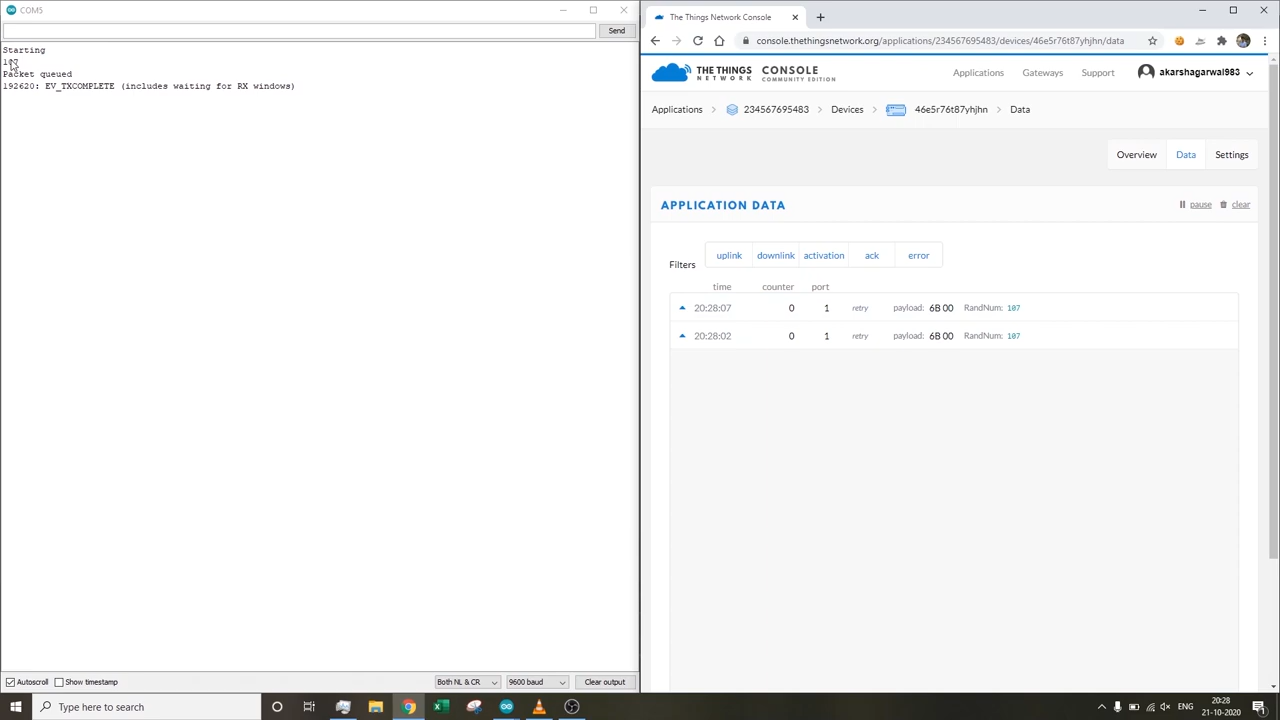 COM5
Send
Starting
107
Packet queued
192620: EV_TXCOMPLETE (includes waiting for RX windows)
Autoscroll
Show timestamp
Both NL & CR
9600 baud
Clear output
The Things Network Console
console.thethingsnetwork.org/applications/234567695483/devices/46e5r76t87yhjhn/data
THE THINGS NETWORK
CONSOLE
COMMUNITY EDITION
Applications
Gateways
Support
akarshagarwal983
Applications > 234567695483 > Devices > 46e5r76t87yhjhn > Data
Overview
Data
Settings
APPLICATION DATA
pause
clear
Filters
uplink
downlink
activation
ack
error
time counter port
20:28:07 0 1 retry payload: 6B 00 RandNum: 107
20:28:02 0 1 retry payload: 6B 00 RandNum: 107
Type here to search
ENG
20:28
21-10-2020
1